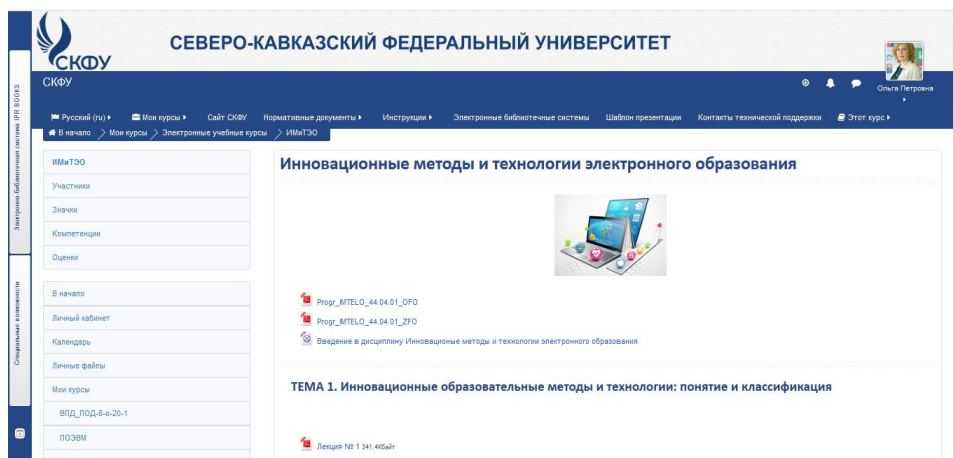 СКФУ
СЕВЕРО-КАВКАЗСКИЙ ФЕДЕРАЛЬНЫЙ УНИВЕРСИТЕТ
СКФУ
Ольга Петровна
Русский (ru)
Мои курсы
Сайт СКФУ
Нормативные документы
Инструкции
Электронные библиотечные системы
Шаблон презентации
Контакты технической поддержки
Этот курс
В начало
Мои курсы
Электронные учебные курсы
ИМиТЭО
Электронно-библиотечная система IPR BOOKS
Специальные возможности
ИМиТЭО
Участники
Значки
Компетенции
Оценки
В начало
Личный кабинет
Календарь
Личные файлы
Мои курсы
ВПД_ПОД-б-о-20-1
ПОЭВМ
Инновационные методы и технологии электронного образования
Progr_IMTELO_44.04.01_OFO
Progr_IMTELO_44.04.01_ZFO
Введение в дисциплину Инновационые методы и технологии электронного образования
ТЕМА 1. Инновационные образовательные методы и технологии: понятие и классификация
Лекция № 1 341.4Кбайт